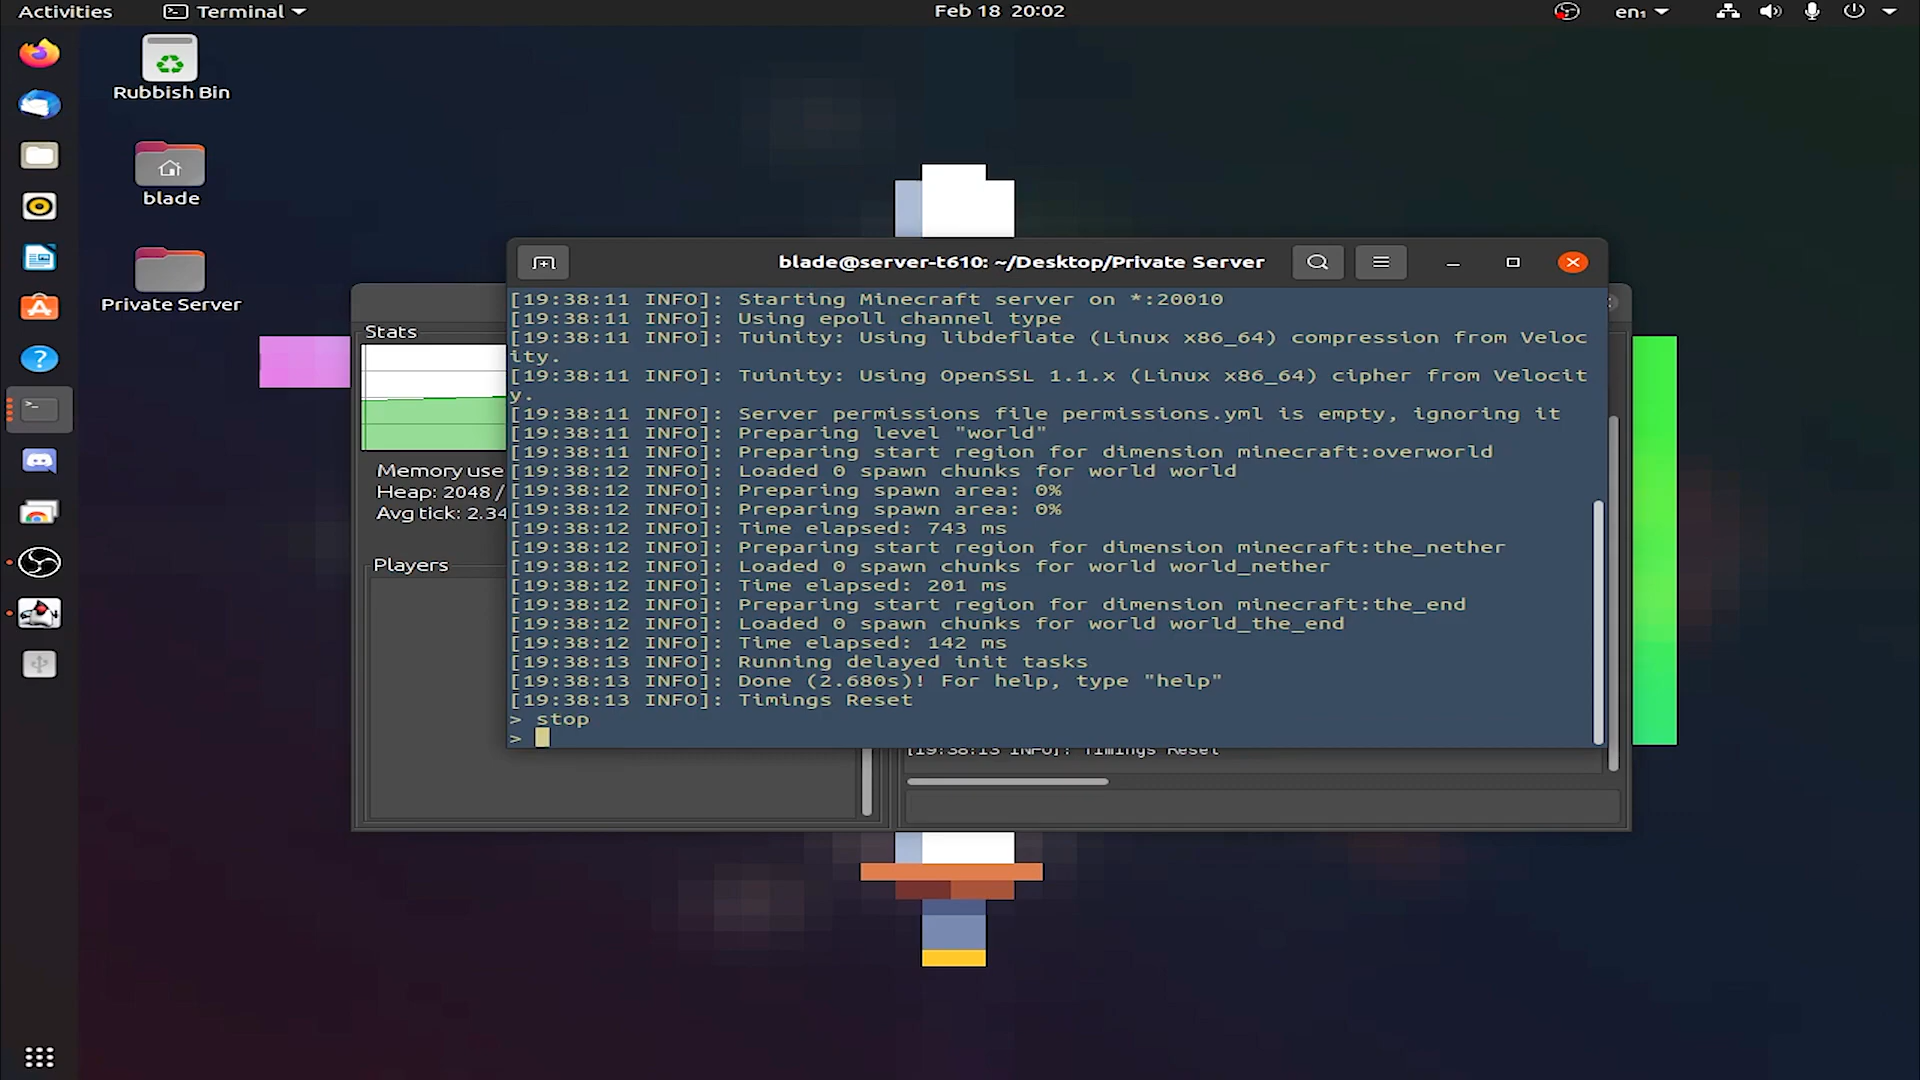 Activities
Terminal
Feb 18 20:02
en₁
Rubbish Bin
blade
Private Server
Stats
Memory use
Heap: 2048 /
Avg tick: 2.34
Players
blade@server-t610: ~/Desktop/Private Server
[19:38:11 INFO]: Starting Minecraft server on *:20010
[19:38:11 INFO]: Using epoll channel type
[19:38:11 INFO]: Tuinity: Using libdeflate (Linux x86_64) compression from Veloc
ity.
[19:38:11 INFO]: Tuinity: Using OpenSSL 1.1.x (Linux x86_64) cipher from Velocit
y.
[19:38:11 INFO]: Server permissions file permissions.yml is empty, ignoring it
[19:38:11 INFO]: Preparing level "world"
[19:38:11 INFO]: Preparing start region for dimension minecraft:overworld
[19:38:12 INFO]: Loaded 0 spawn chunks for world world
[19:38:12 INFO]: Preparing spawn area: 0%
[19:38:12 INFO]: Preparing spawn area: 0%
[19:38:12 INFO]: Time elapsed: 743 ms
[19:38:12 INFO]: Preparing start region for dimension minecraft:the_nether
[19:38:12 INFO]: Loaded 0 spawn chunks for world world_nether
[19:38:12 INFO]: Time elapsed: 201 ms
[19:38:12 INFO]: Preparing start region for dimension minecraft:the_end
[19:38:12 INFO]: Loaded 0 spawn chunks for world world_the_end
[19:38:12 INFO]: Time elapsed: 142 ms
[19:38:13 INFO]: Running delayed init tasks
[19:38:13 INFO]: Done (2.680s)! For help, type "help"
[19:38:13 INFO]: Timings Reset
> stop
>
[19:38:13 INFO]: Timings Reset